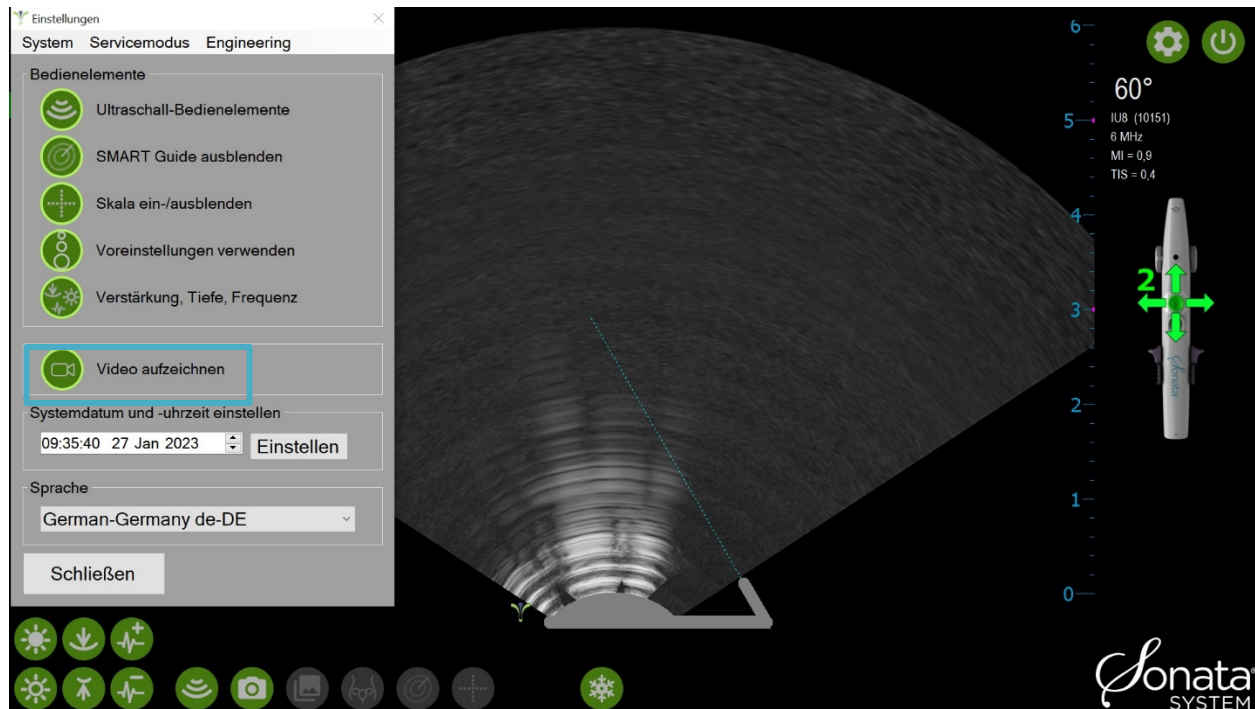 Einstellungen
System Servicemodus Engineering
Bedienelemente
Ultraschall-Bedienelemente
SMART Guide ausblenden
Skala ein-/ausblenden
Voreinstellungen verwenden
Verstärkung, Tiefe, Frequenz
Video aufzeichnen
Systemdatum und -uhrzeit einstellen
09:35:40 27 Jan 2023 Einstellen
Sprache
German-Germany de-DE
Schließen
6
5
4
3
2
1
0
60°
IU8 (10151)
6 MHz
MI = 0,9
TIS = 0,4
2
Sonata
Sonata®
SYSTEM